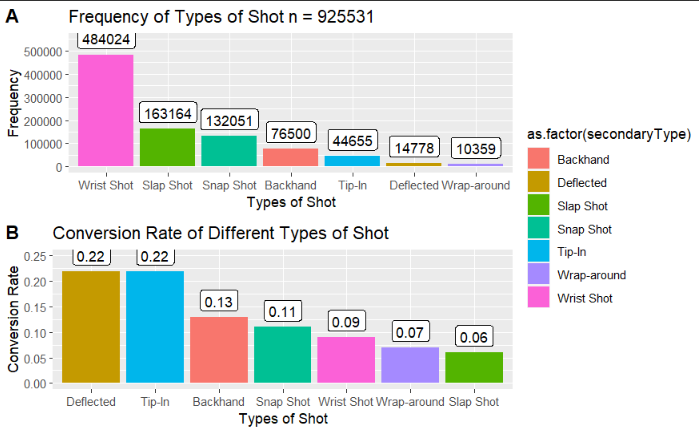 A
Frequency of Types of Shot n = 925531
Frequency
500000
400000
300000
200000
100000
0
484024
163164
132051
76500
44655
14778
10359
Wrist Shot Slap Shot Snap Shot Backhand Tip-In Deflected Wrap-around
Types of Shot
B
Conversion Rate of Different Types of Shot
Conversion Rate
0.25
0.20
0.15
0.10
0.05
0.00
0.22
0.22
0.13
0.11
0.09
0.07
0.06
Deflected Tip-In Backhand Snap Shot Wrist Shot Wrap-around Slap Shot
Types of Shot
as.factor(secondaryType)
Backhand
Deflected
Slap Shot
Snap Shot
Tip-In
Wrap-around
Wrist Shot